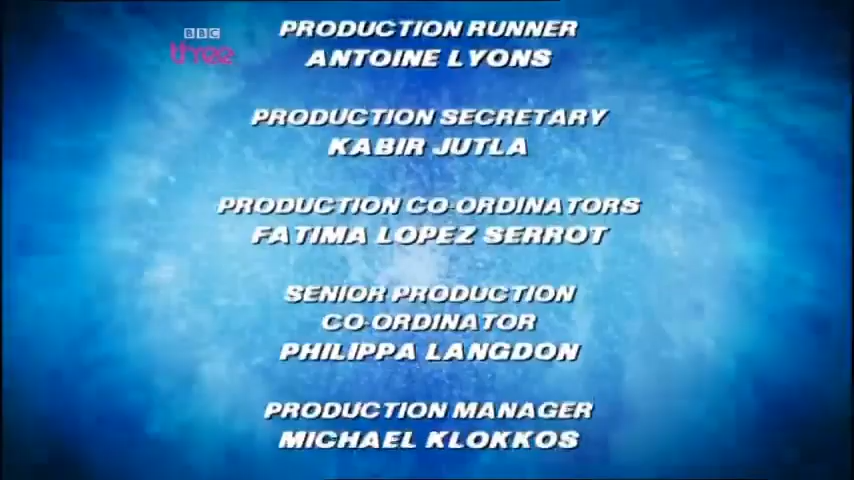 BBC
three
PRODUCTION RUNNER
ANTOINE LYONS
PRODUCTION SECRETARY
KABIR JUTLA
PRODUCTION CO-ORDINATORS
FATIMA LOPEZ SERROT
SENIOR PRODUCTION
CO-ORDINATOR
PHILIPPA LANGDON
PRODUCTION MANAGER
MICHAEL KLOKKOS